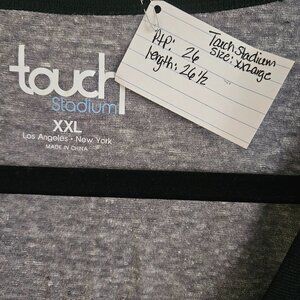 touch
Stadium
XXL
Los Angeles • New York
MADE IN CHINA
Touch Stadium
size: XXLarge
PtP: 26
length: 26 1/2